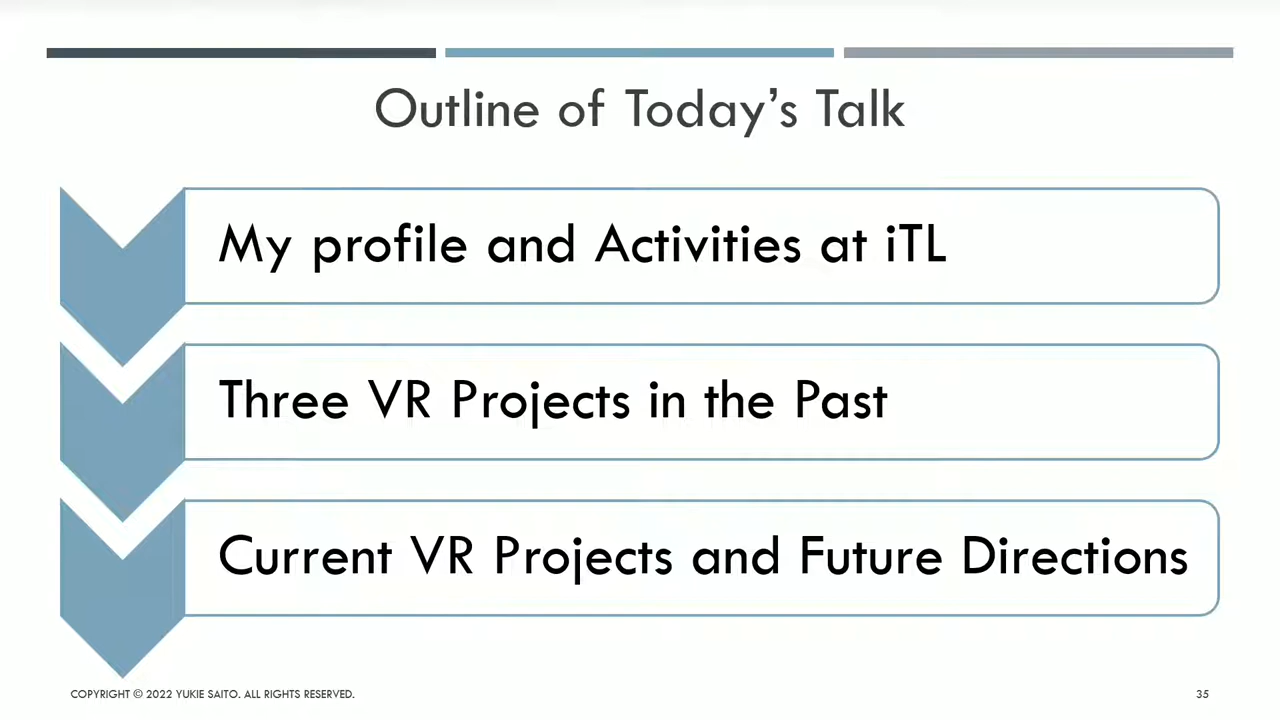 Outline of Today's Talk
My profile and Activities at iTL
Three VR Projects in the Past
Current VR Projects and Future Directions
COPYRIGHT © 2022 YUKIE SAITO. ALL RIGHTS RESERVED.
35